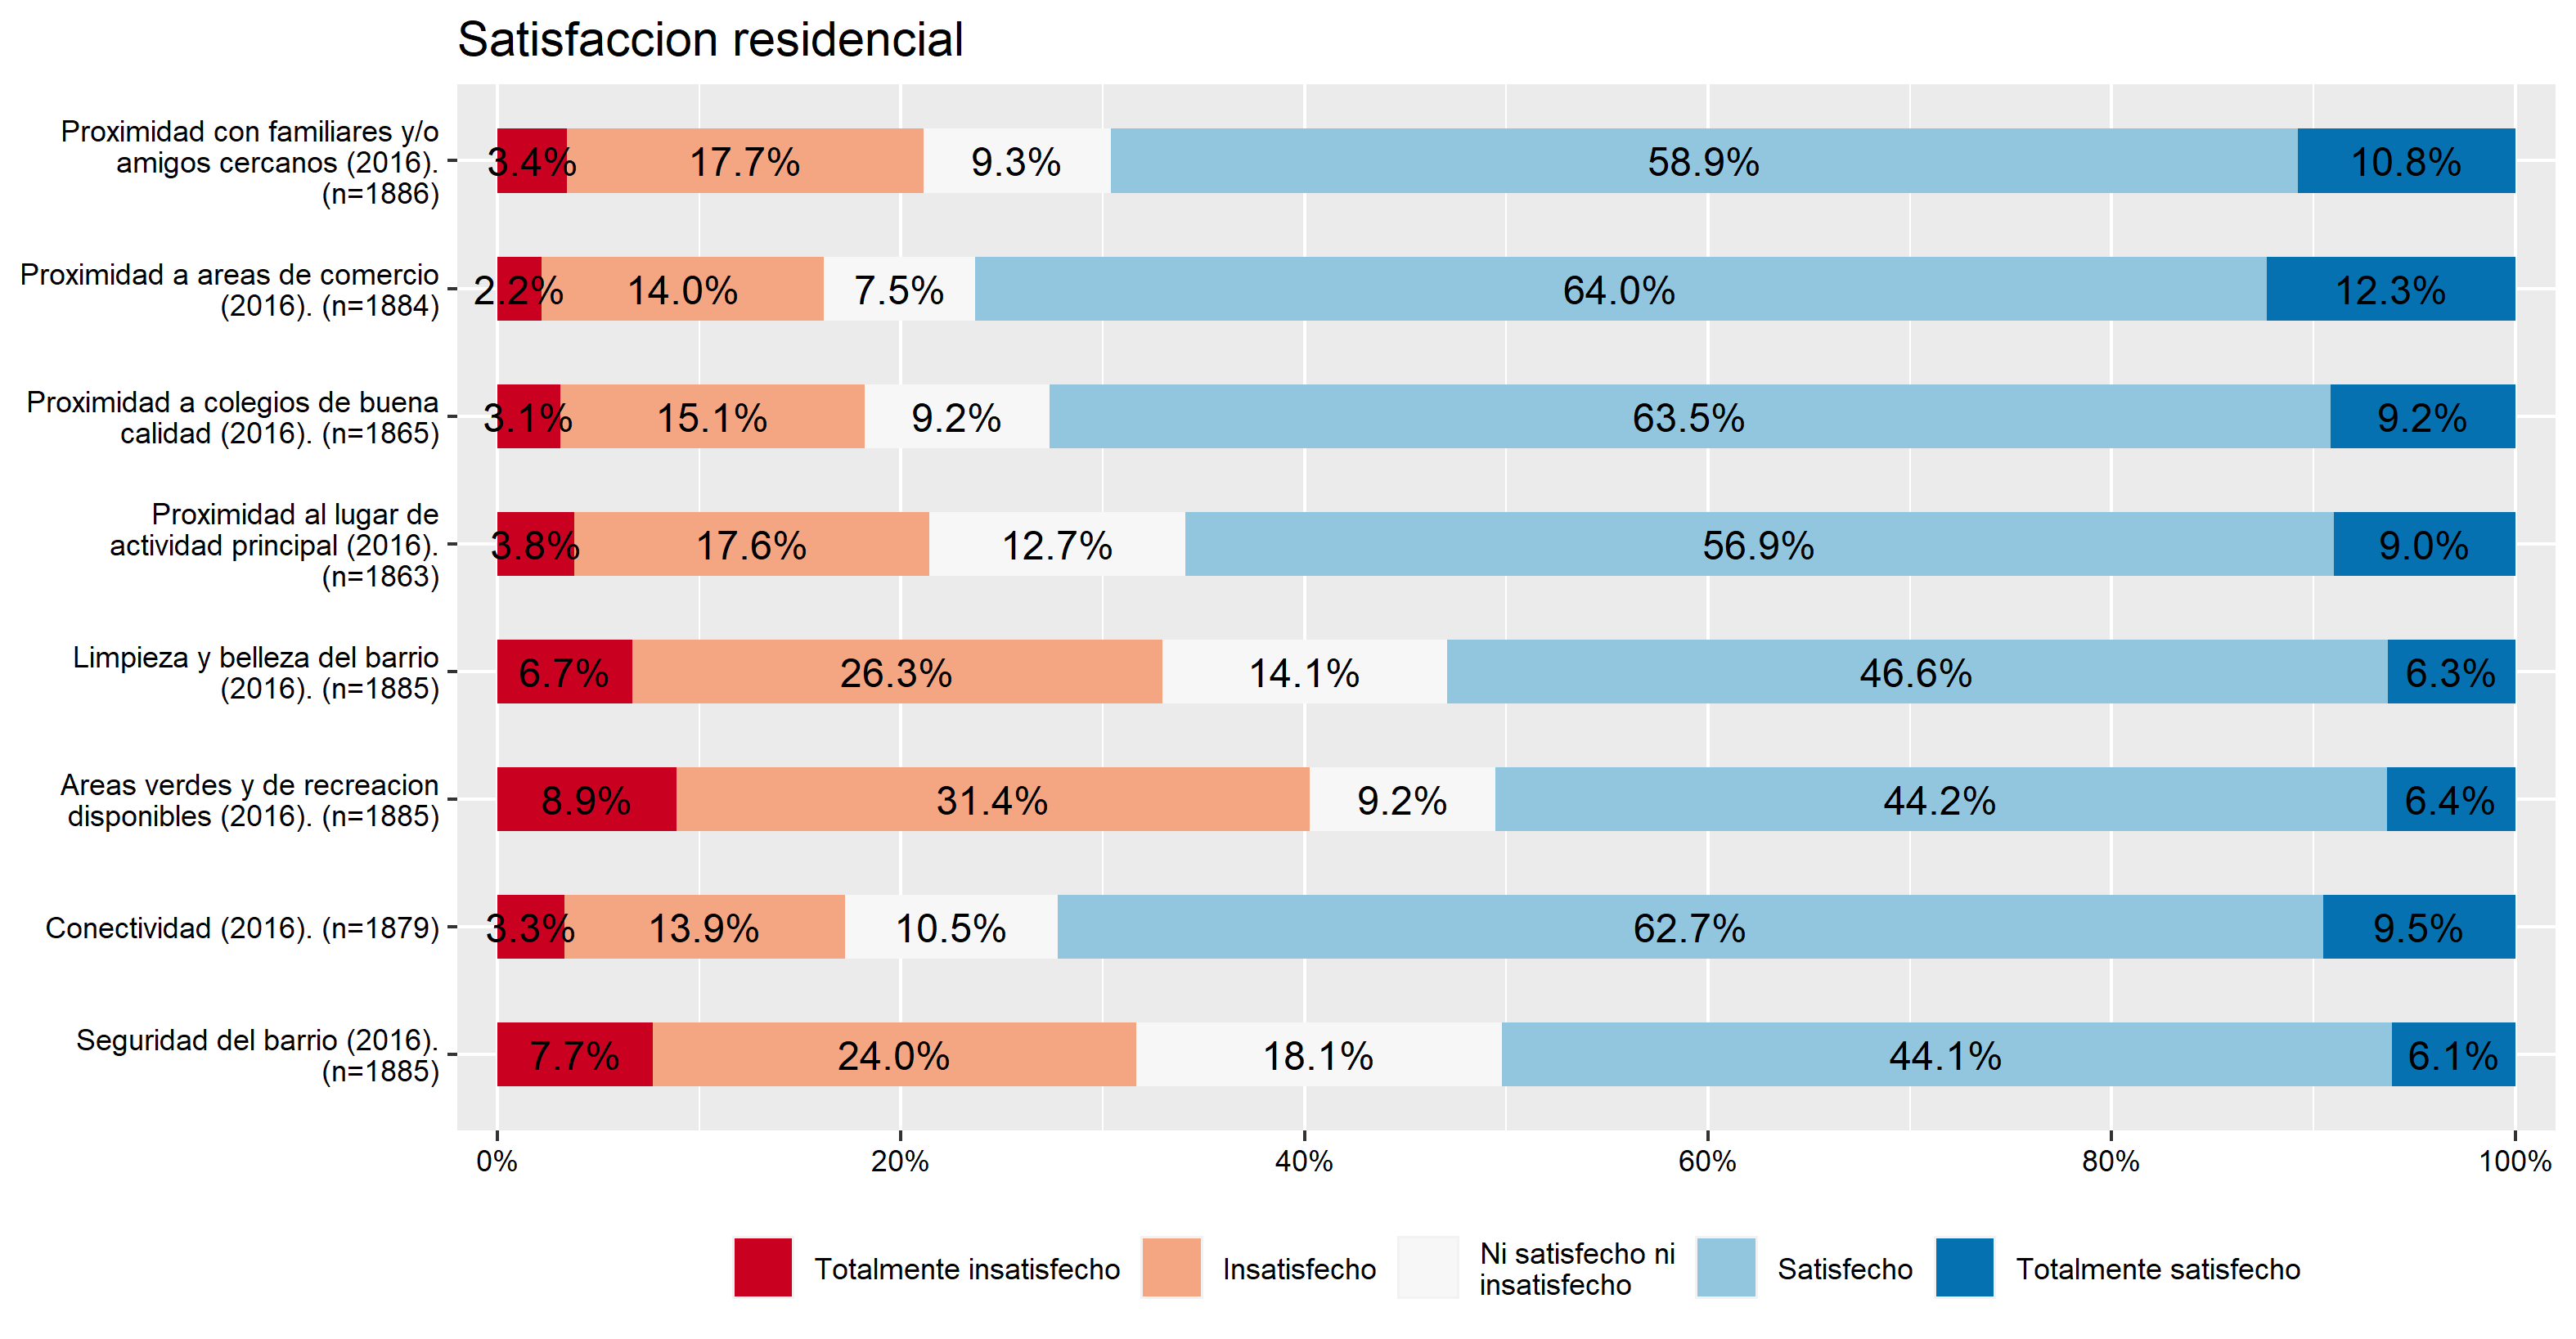 Satisfaccion residencial
Proximidad con familiares y/o
amigos cercanos (2016).
(n=1886)
3.4% 17.7% 9.3% 58.9% 10.8%
Proximidad a areas de comercio
(2016). (n=1884)
2.2% 14.0% 7.5% 64.0% 12.3%
Proximidad a colegios de buena
calidad (2016). (n=1865)
3.1% 15.1% 9.2% 63.5% 9.2%
Proximidad al lugar de
actividad principal (2016).
(n=1863)
3.8% 17.6% 12.7% 56.9% 9.0%
Limpieza y belleza del barrio
(2016). (n=1885)
6.7% 26.3% 14.1% 46.6% 6.3%
Areas verdes y de recreacion
disponibles (2016). (n=1885)
8.9% 31.4% 9.2% 44.2% 6.4%
Conectividad (2016). (n=1879)
3.3% 13.9% 10.5% 62.7% 9.5%
Seguridad del barrio (2016).
(n=1885)
7.7% 24.0% 18.1% 44.1% 6.1%
0% 20% 40% 60% 80% 100%
Totalmente insatisfecho
Insatisfecho
Ni satisfecho ni
insatisfecho
Satisfecho
Totalmente satisfecho